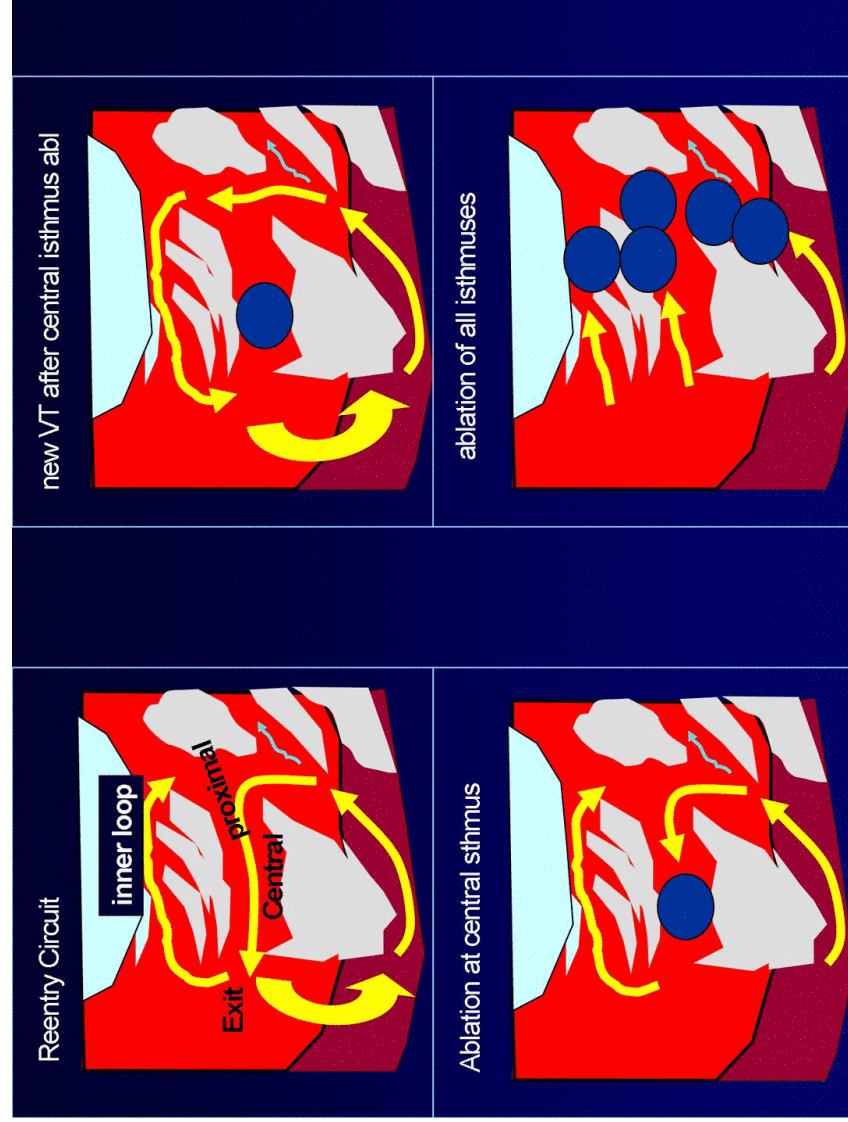 Reentry Circuit
inner loop
proximal
Central
Exit
new VT after central isthmus abl
Ablation at central sthmus
ablation of all isthmuses